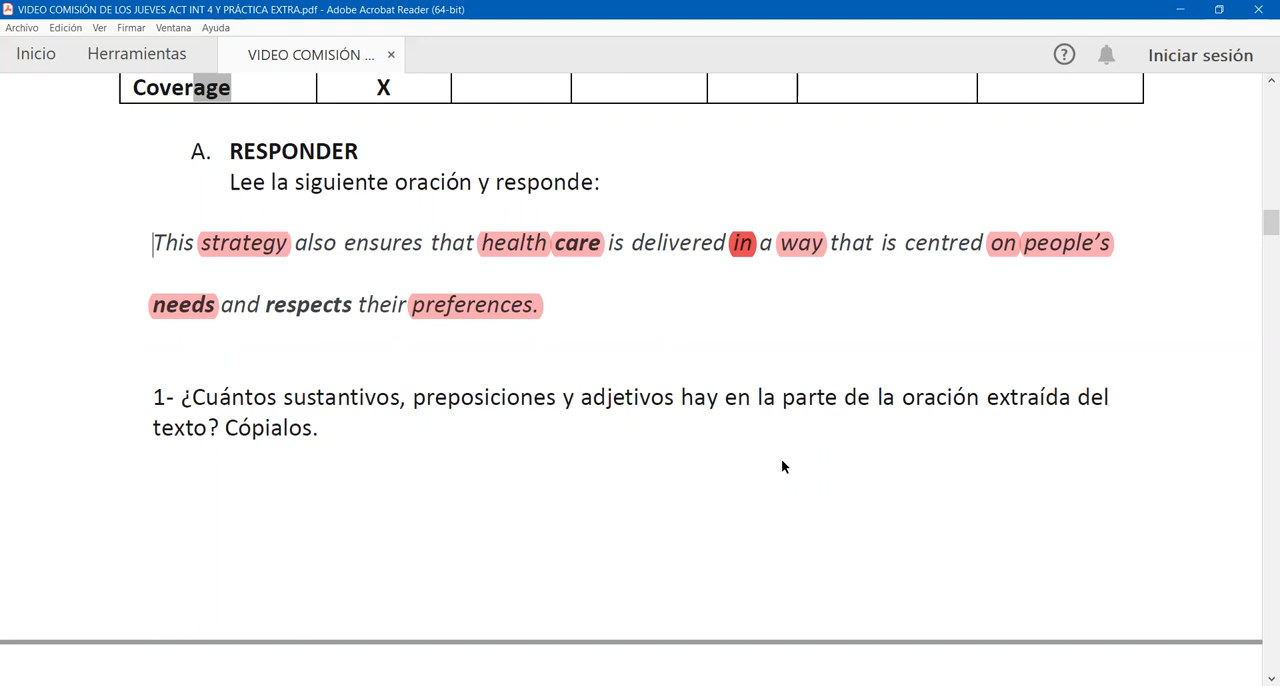 VIDEO COMISIÓN DE LOS JUEVES ACT INT 4 Y PRÁCTICA EXTRA.pdf - Adobe Acrobat Reader (64-bit)
Archivo Edición Ver Firmar Ventana Ayuda
Inicio Herramientas VIDEO COMISIÓN ... × Iniciar sesión
Coverage X
A. RESPONDER
Lee la siguiente oración y responde:
This strategy also ensures that health care is delivered in a way that is centred on people’s
needs and respects their preferences.
1- ¿Cuántos sustantivos, preposiciones y adjetivos hay en la parte de la oración extraída del
texto? Cópialos.